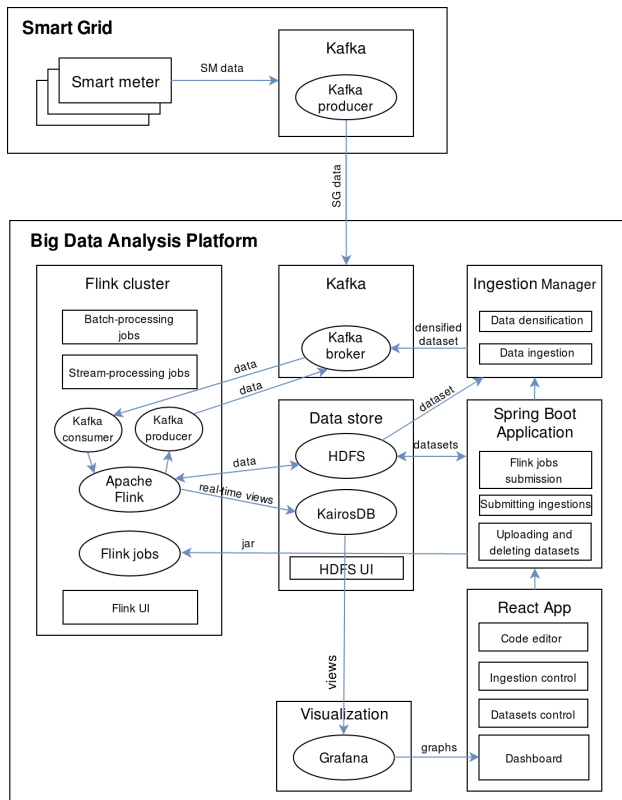 Smart Grid
Smart meter
SM data
Kafka
Kafka
producer
SG data
Big Data Analysis Platform
Flink cluster
Batch-processing
jobs
Stream-processing jobs
Kafka
consumer
Kafka
producer
Apache
Flink
Flink jobs
Flink UI
data
data
data
real-time views
jar
Kafka
Kafka
broker
densified
dataset
dataset
datasets
Data store
HDFS
KairosDB
HDFS UI
views
Visualization
Grafana
graphs
Ingestion Manager
Data densification
Data ingestion
Spring Boot
Application
Flink jobs
submission
Submitting ingestions
Uploading and
deleting datasets
React App
Code editor
Ingestion control
Datasets control
Dashboard